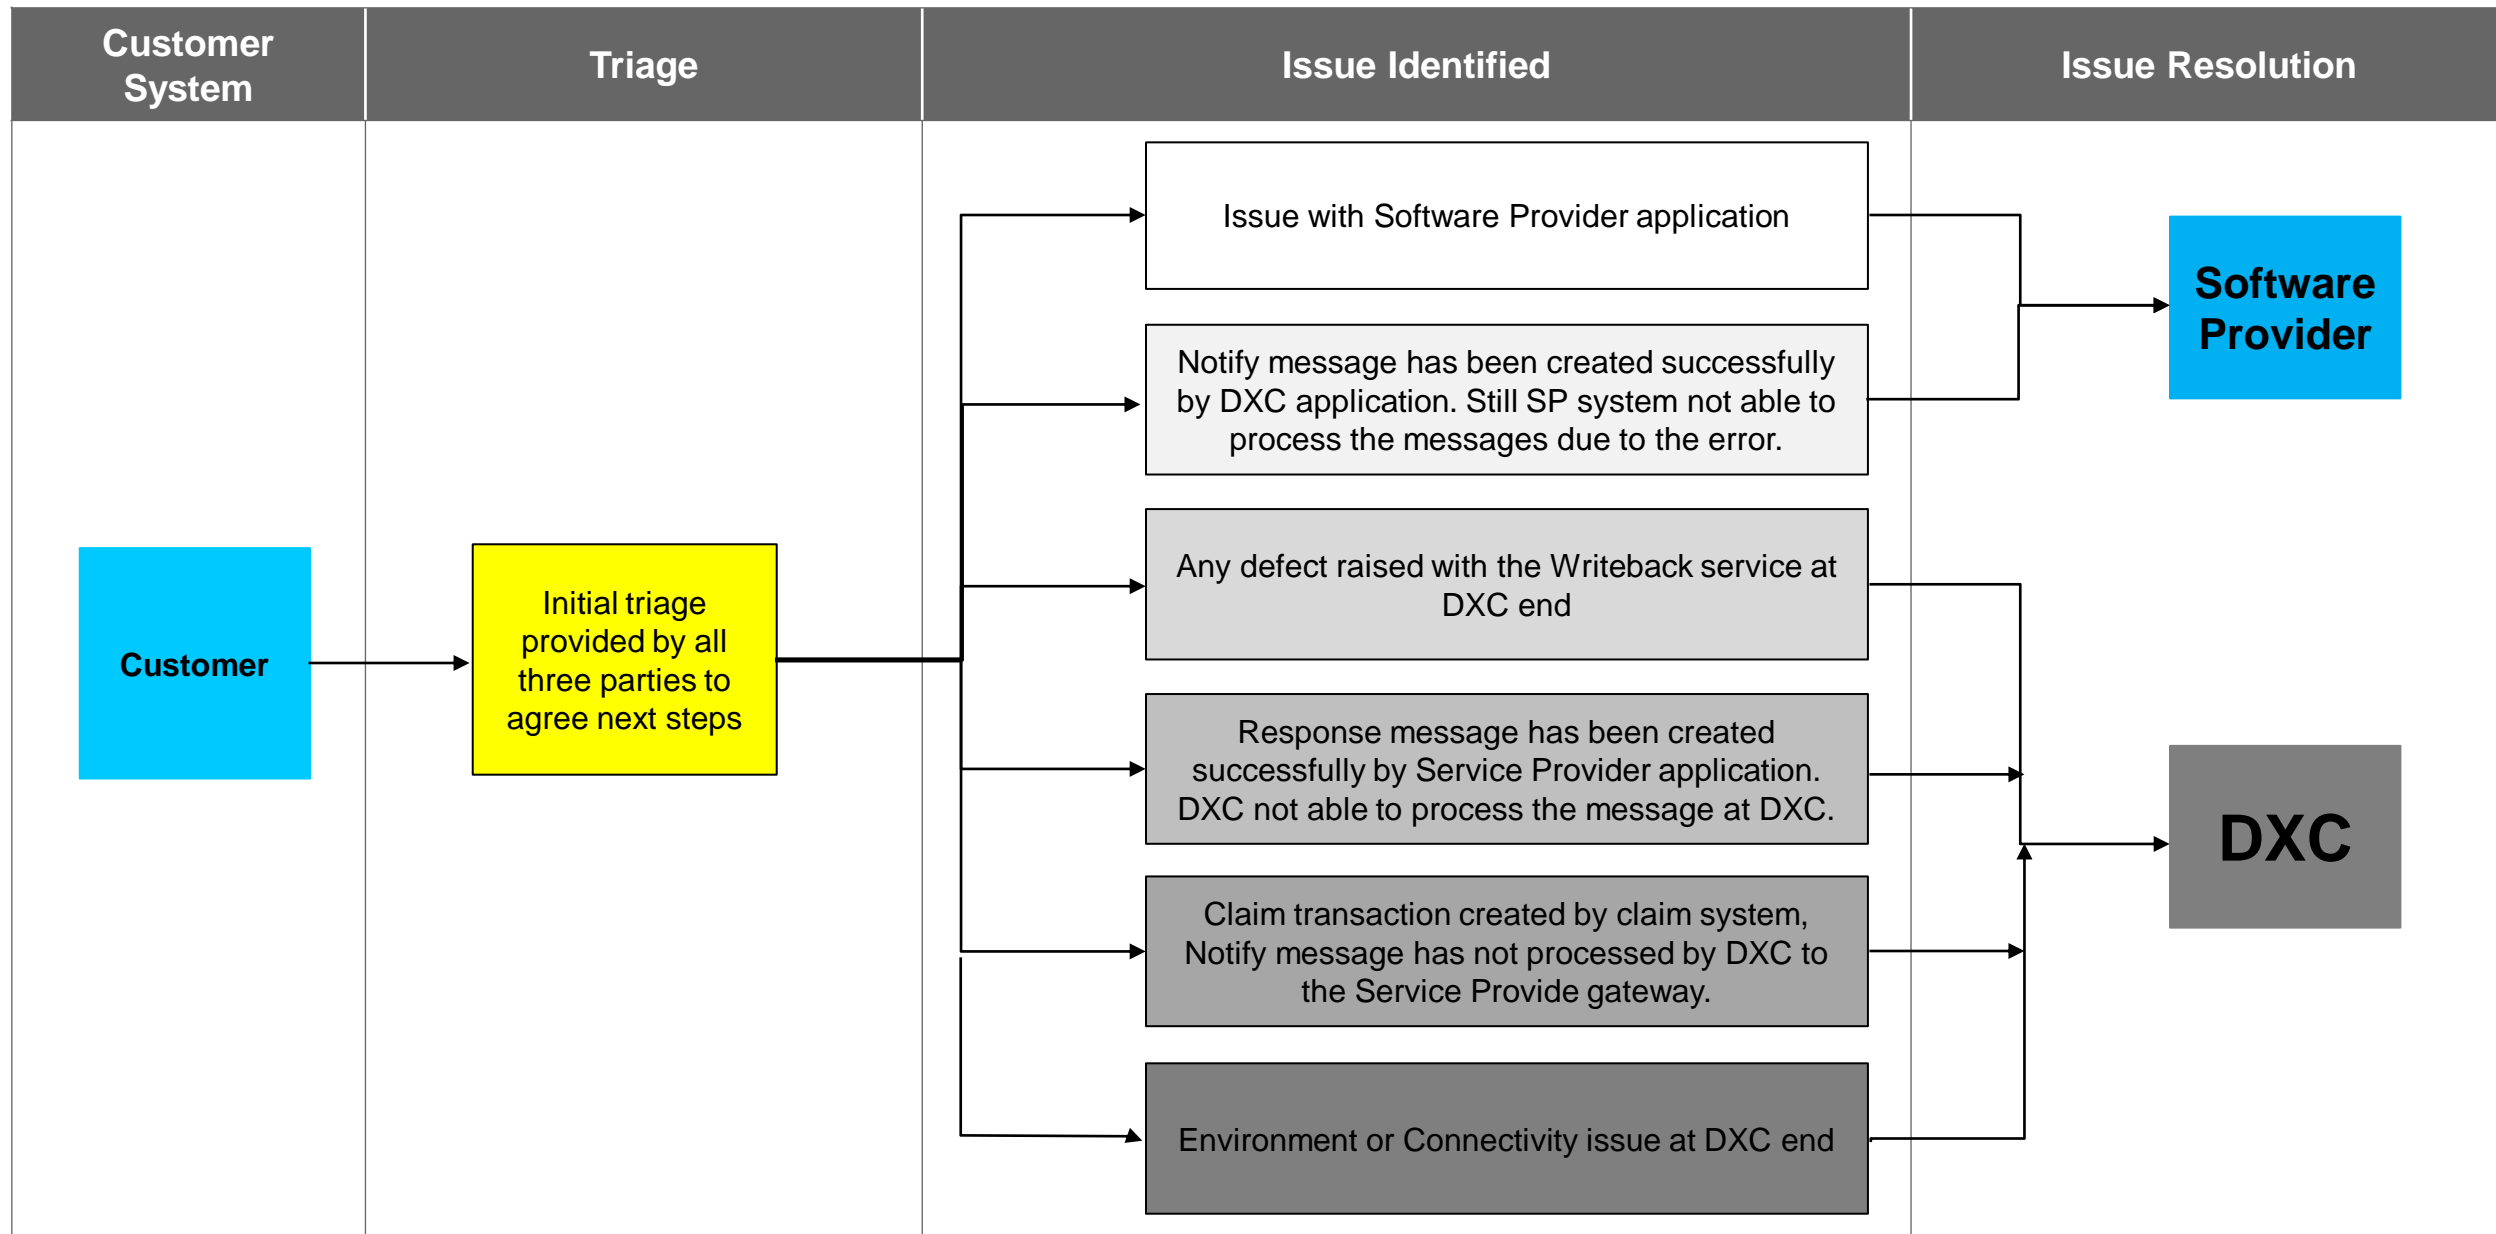 Customer
System
Triage
Issue Identified
Issue Resolution
Issue with Software Provider application
Software
Provider
Notify message has been created successfully
by DXC application. Still SP system not able to
process the messages due to the error.
Any defect raised with the Writeback service at
DXC end
Customer
Initial triage
provided by all
three parties to
agree next steps
Response message has been created
successfully by Service Provider application.
DXC not able to process the message at DXC.
DXC
Claim transaction created by claim system,
Notify message has not processed by DXC to
the Service Provide gateway.
Environment or Connectivity issue at DXC end